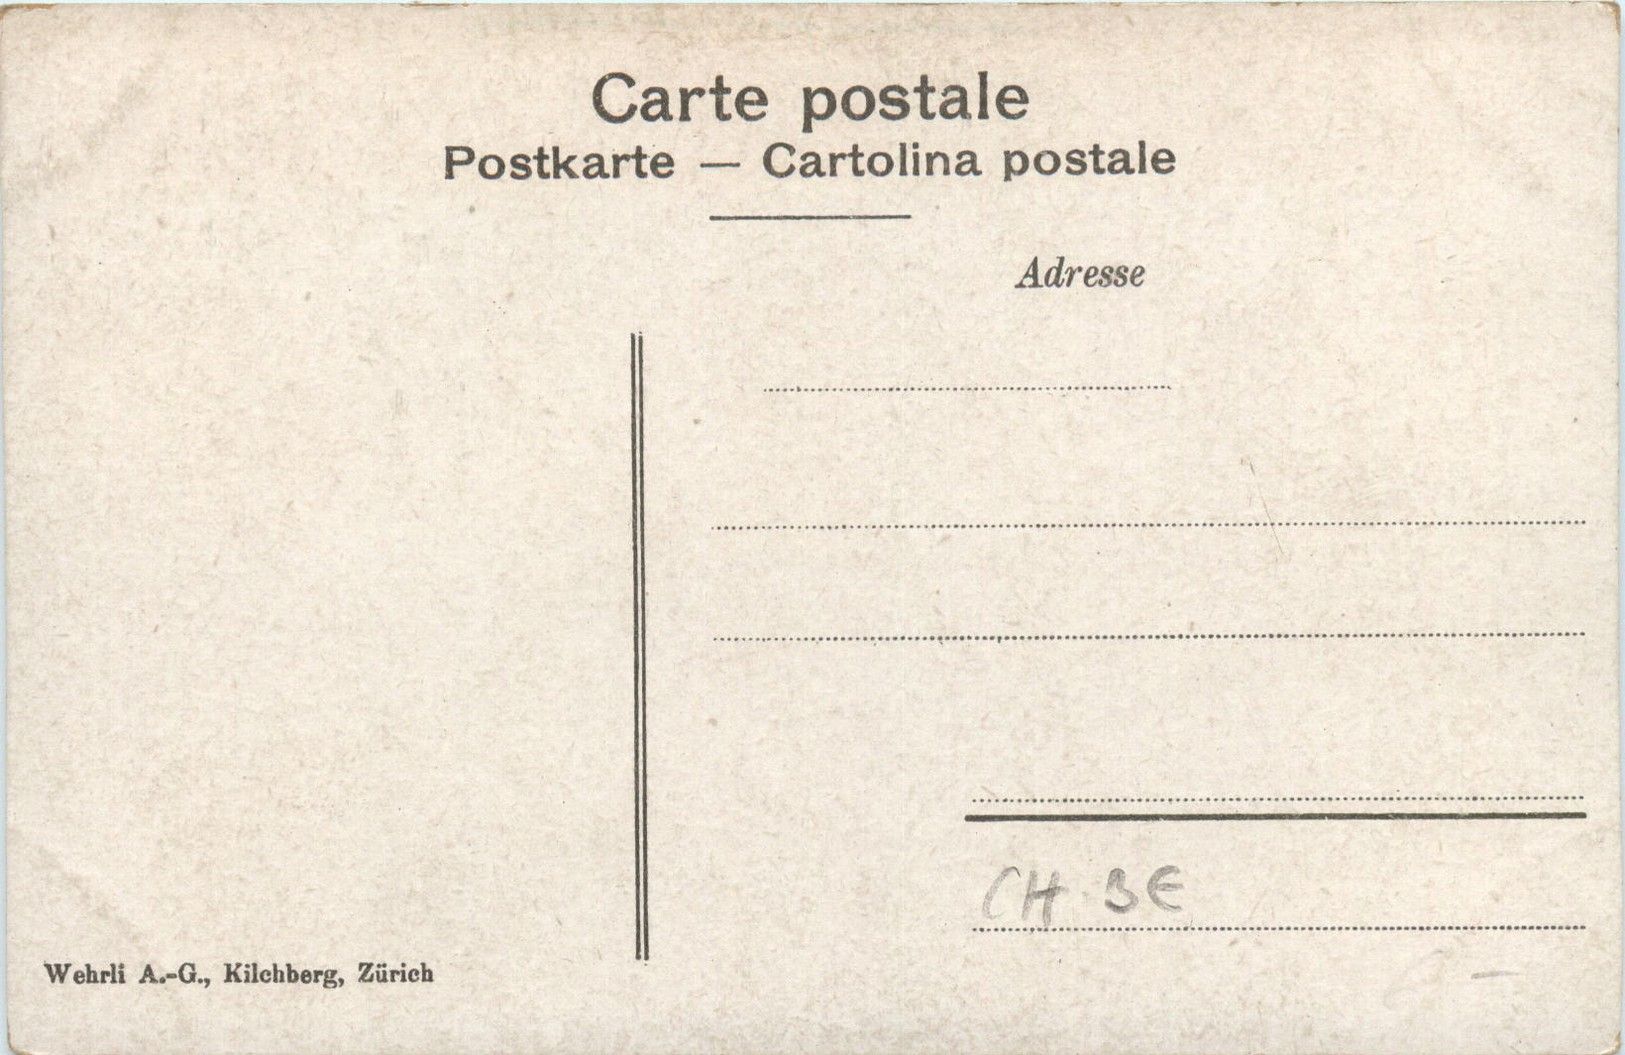 Carte postale
Postkarte — Cartolina postale
Adresse
CH BE
Wehrli A.-G., Kilchberg, Zürich